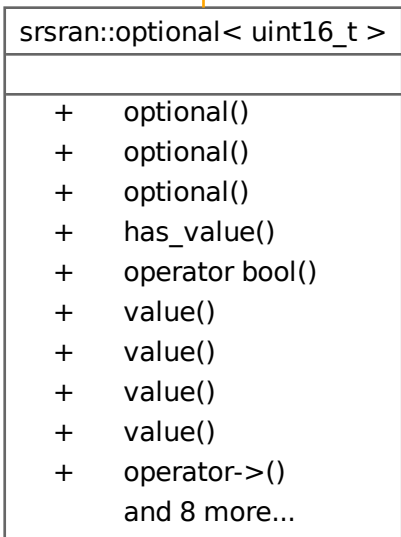 srsran::optional< uint16_t >
+ optional()
+ optional()
+ optional()
+ has_value()
+ operator bool()
+ value()
+ value()
+ value()
+ value()
+ operator->()
and 8 more...